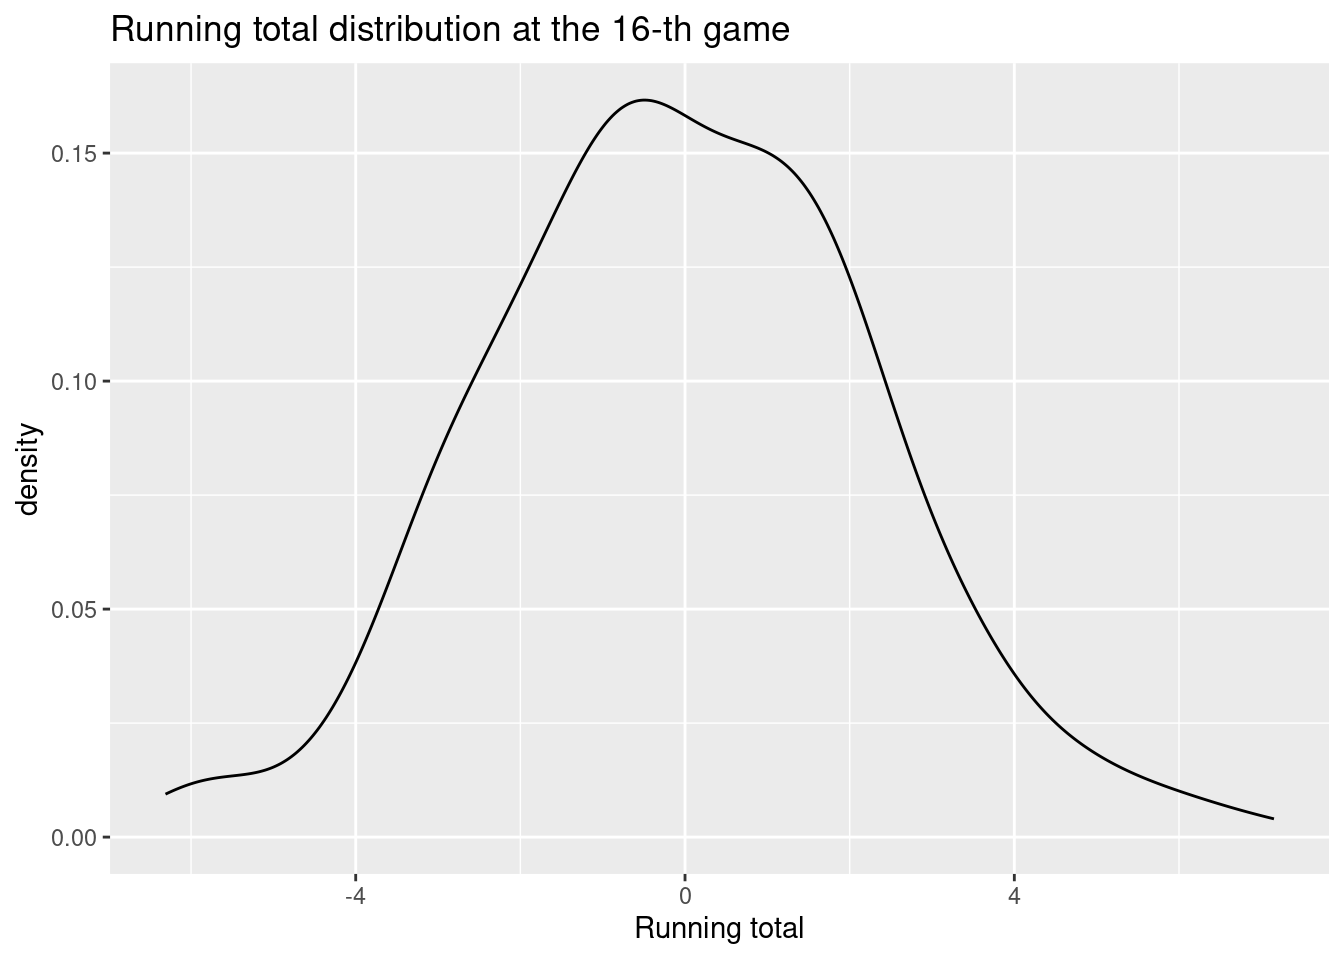 Running total distribution at the 16-th game
0.15
0.10
0.05
0.00
density
-4 0 4
Running total